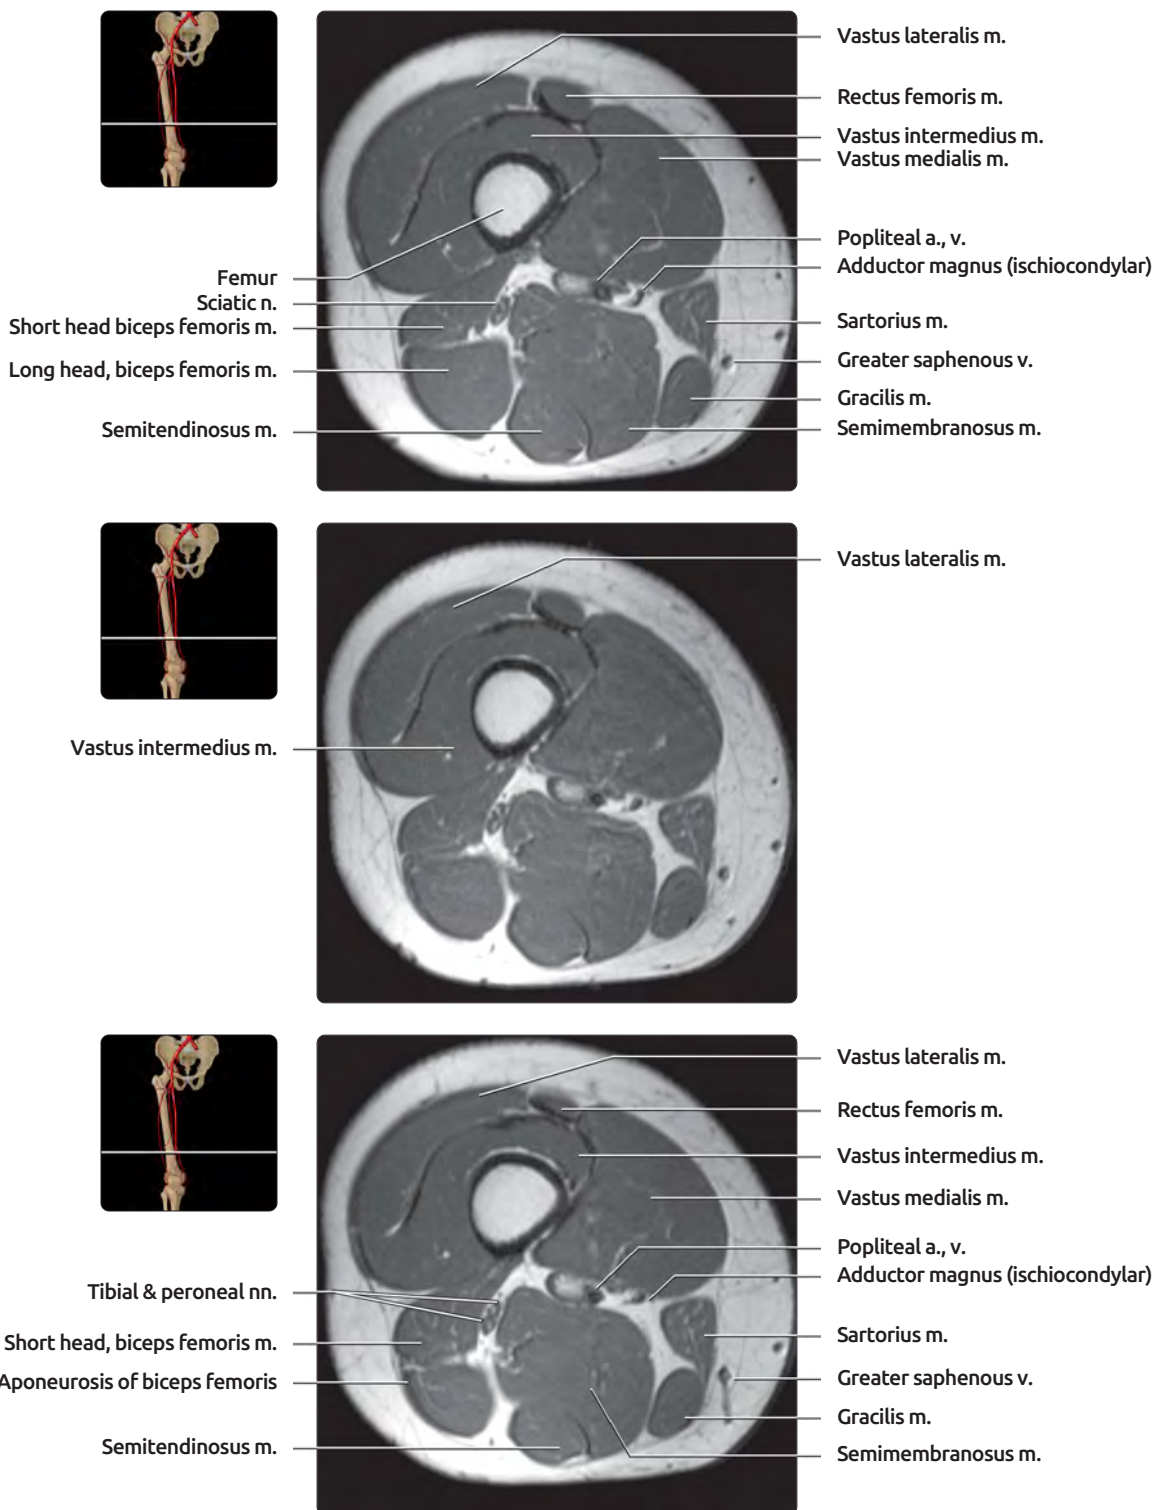 Vastus lateralis m.
Rectus femoris m.
Vastus intermedius m.
Vastus medialis m.
Popliteal a., v.
Adductor magnus (ischiocondylar)
Femur
Sciatic n.
Short head biceps femoris m.
Sartorius m.
Long head, biceps femoris m.
Greater saphenous v.
Gracilis m.
Semitendinosus m.
Semimembranosus m.
Vastus lateralis m.
Vastus intermedius m.
Vastus lateralis m.
Rectus femoris m.
Vastus intermedius m.
Vastus medialis m.
Popliteal a., v.
Adductor magnus (ischiocondylar)
Tibial & peroneal nn.
Short head, biceps femoris m.
Sartorius m.
Aponeurosis of biceps femoris
Greater saphenous v.
Gracilis m.
Semitendinosus m.
Semimembranosus m.